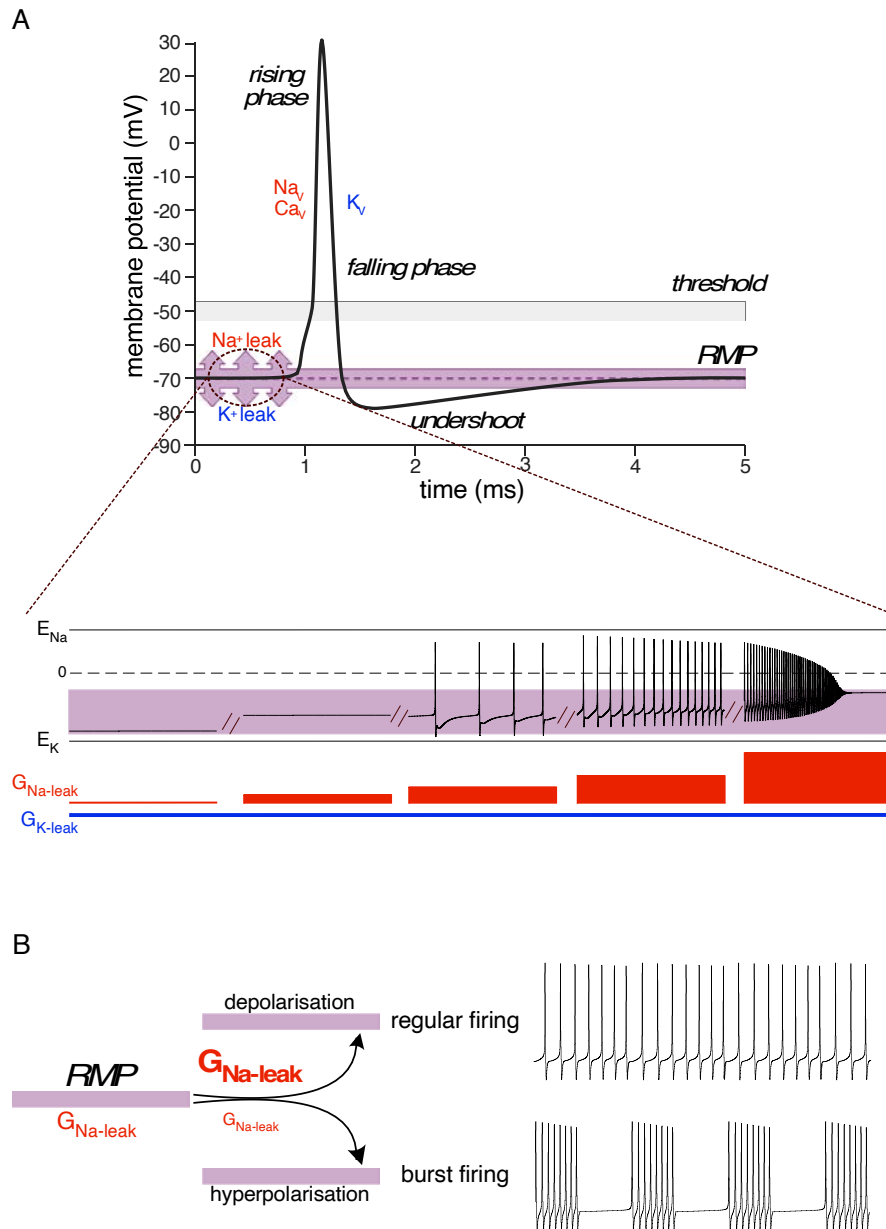 A
30
20
10
0
-10
-20
-30
-40
-50
-60
-70
-80
-90
membrane potential (mV)
rising
phase
Nav
Cav
Kv
falling phase
threshold
Na+ leak
RMP
K+ leak
undershoot
0
1
2
3
4
5
time (ms)
ENa
0
EK
GNa-leak
GK-leak
B
depolarisation
regular firing
RMP
GNa-leak
GNa-leak
GNa-leak
burst firing
hyperpolarisation